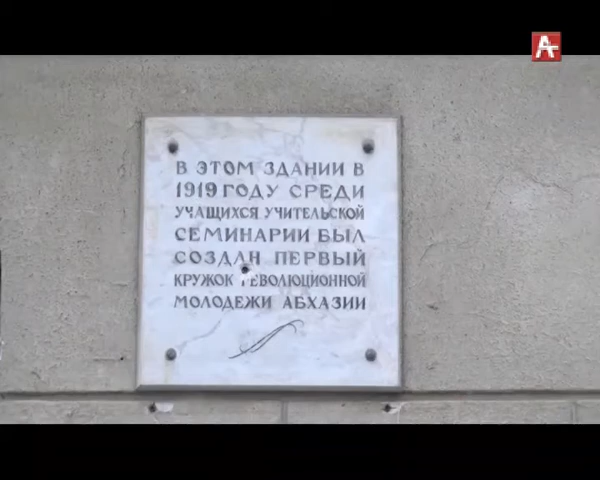 В ЭТОМ ЗДАНИИ В
1919 ГОДУ СРЕДИ
УЧАЩИХСЯ УЧИТЕЛЬСКОЙ
СЕМИНАРИИ БЫЛ
СОЗДАН ПЕРВЫЙ
КРУЖОК РЕВОЛЮЦИОННОЙ
МОЛОДЕЖИ АБХАЗИИ